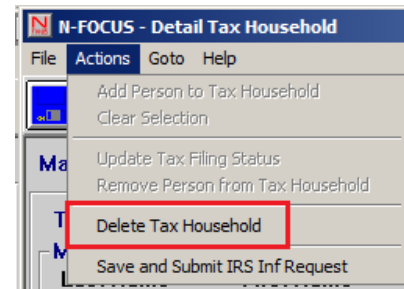 N-FOCUS - Detail Tax Household
File Actions Goto Help
Add Person to Tax Household
Clear Selection
Ma
Update Tax Filing Status
Remove Person from Tax Household
T
Delete Tax Household
M
Save and Submit IRS Inf Request